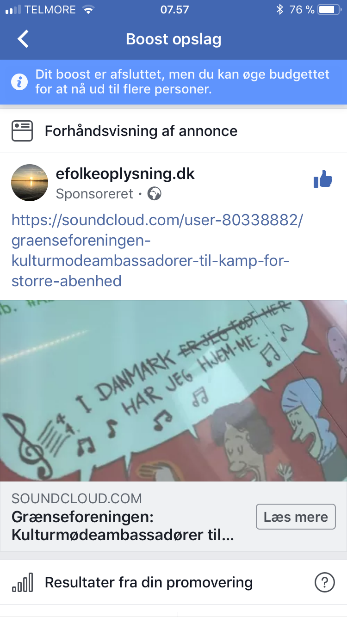 TELMORE 07.57 76 %
Boost opslag
Dit boost er afsluttet, men du kan øge budgettet
for at nå ud til flere personer.
Forhåndsvisning af annonce
efolkeoplysning.dk
Sponsoreret ·
https://soundcloud.com/user-80338882/
graenseforeningen-
kulturmodeambassadorer-til-kamp-for-
storre-abenhed
b.
I DANMARK ER JEG FØDT HER
HAR JEG HJEMME...
SOUNDCLOUD.COM
Grænseforeningen:
Kulturmødeambassadører til...
Læs mere
Resultater fra din promovering
?